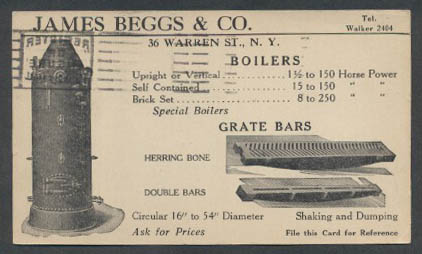 JAMES BEGGS & CO.
Tel.
Walker 2404
36 WARREN ST., N. Y.
BOILERS
Upright or Vertical . . . . . . . 1½ to 150 Horse Power
Self Contained . . . . . . . . . . 15 to 150 " "
Brick Set . . . . . . . . . . . . . . 8 to 250 " "
Special Boilers
GRATE BARS
HERRING BONE
DOUBLE BARS
Circular 16" to 54" Diameter
Shaking and Dumping
Ask for Prices
File this Card for Reference